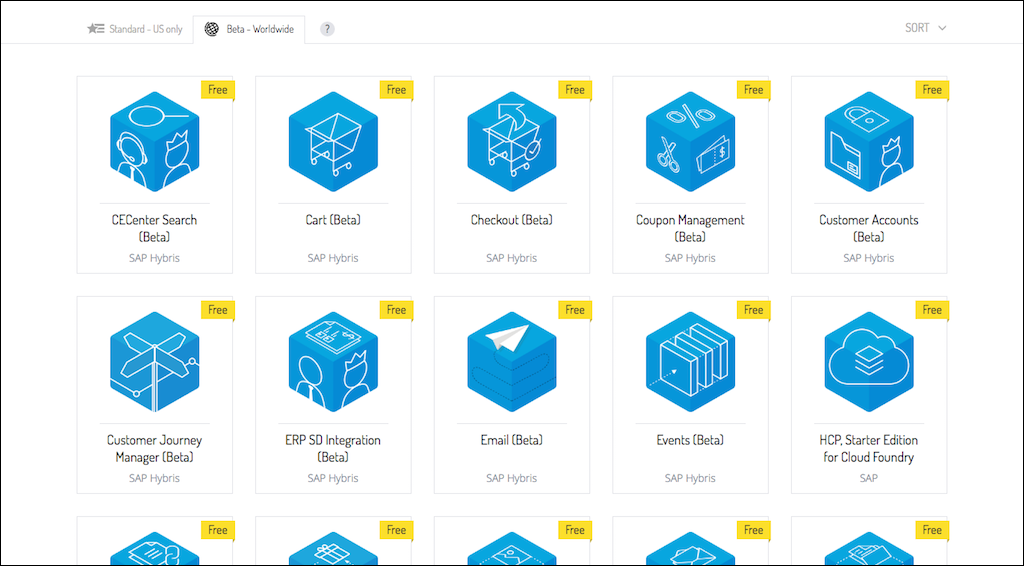 Standard - US only
Beta - Worldwide
?
SORT
Free
Free
Free
Free
Free
$
CECenter Search
(Beta)
SAP Hybris
Cart (Beta)
SAP Hybris
Checkout (Beta)
SAP Hybris
Coupon Management
(Beta)
SAP Hybris
Customer Accounts
(Beta)
SAP Hybris
Free
Free
Free
Free
Free
$
Customer Journey
Manager (Beta)
SAP Hybris
ERP SD Integration
(Beta)
SAP Hybris
Email (Beta)
SAP Hybris
Events (Beta)
SAP Hybris
HCP, Starter Edition
for Cloud Foundry
SAP
Free
Free
Free
Free
Free